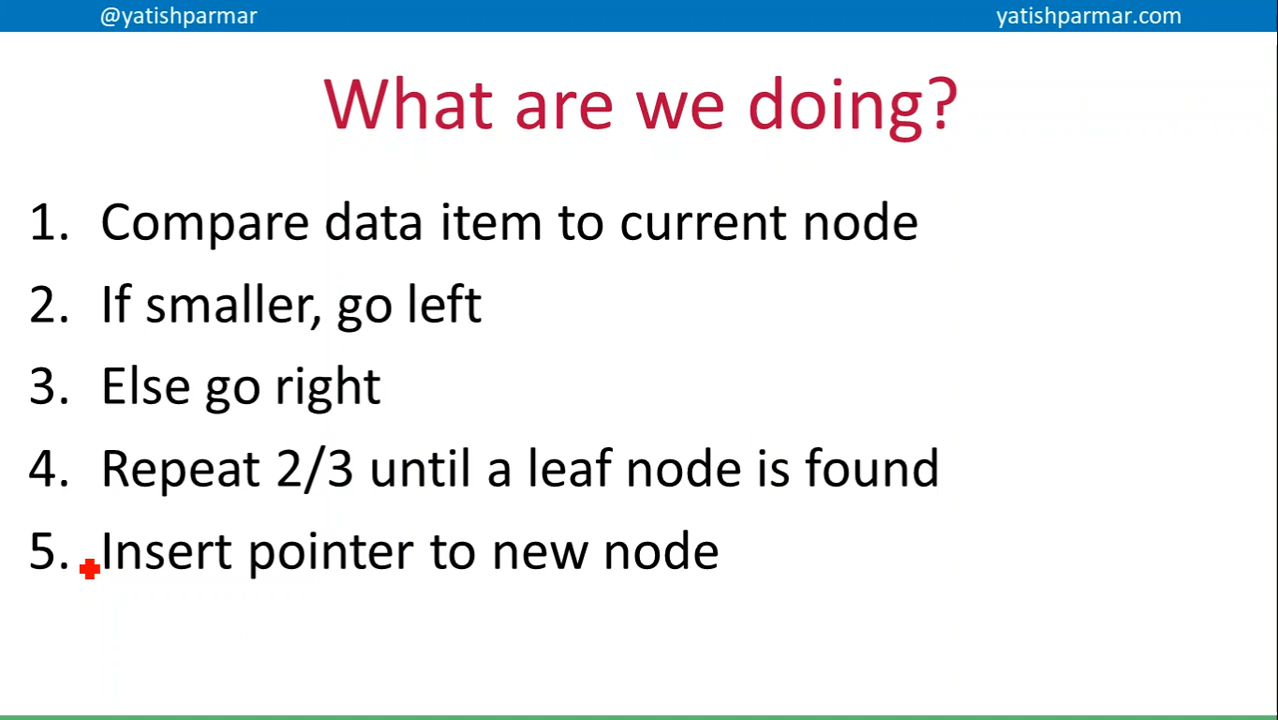 @yatishparmar yatishparmar.com
What are we doing?
1. Compare data item to current node
2. If smaller, go left
3. Else go right
4. Repeat 2/3 until a leaf node is found
5. Insert pointer to new node